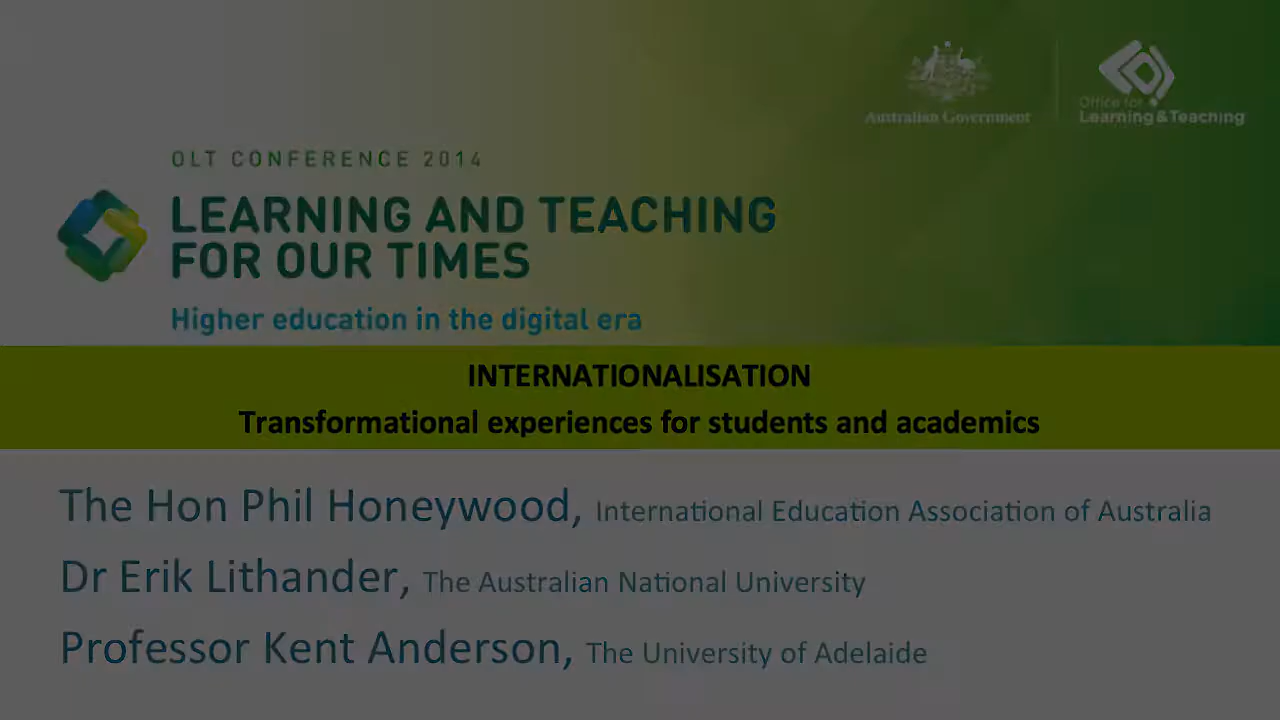 Australian Government
Office for
Learning & Teaching
OLT CONFERENCE 2014
LEARNING AND TEACHING
FOR OUR TIMES
Higher education in the digital era
INTERNATIONALISATION
Transformational experiences for students and academics
The Hon Phil Honeywood, International Education Association of Australia
Dr Erik Lithander, The Australian National University
Professor Kent Anderson, The University of Adelaide